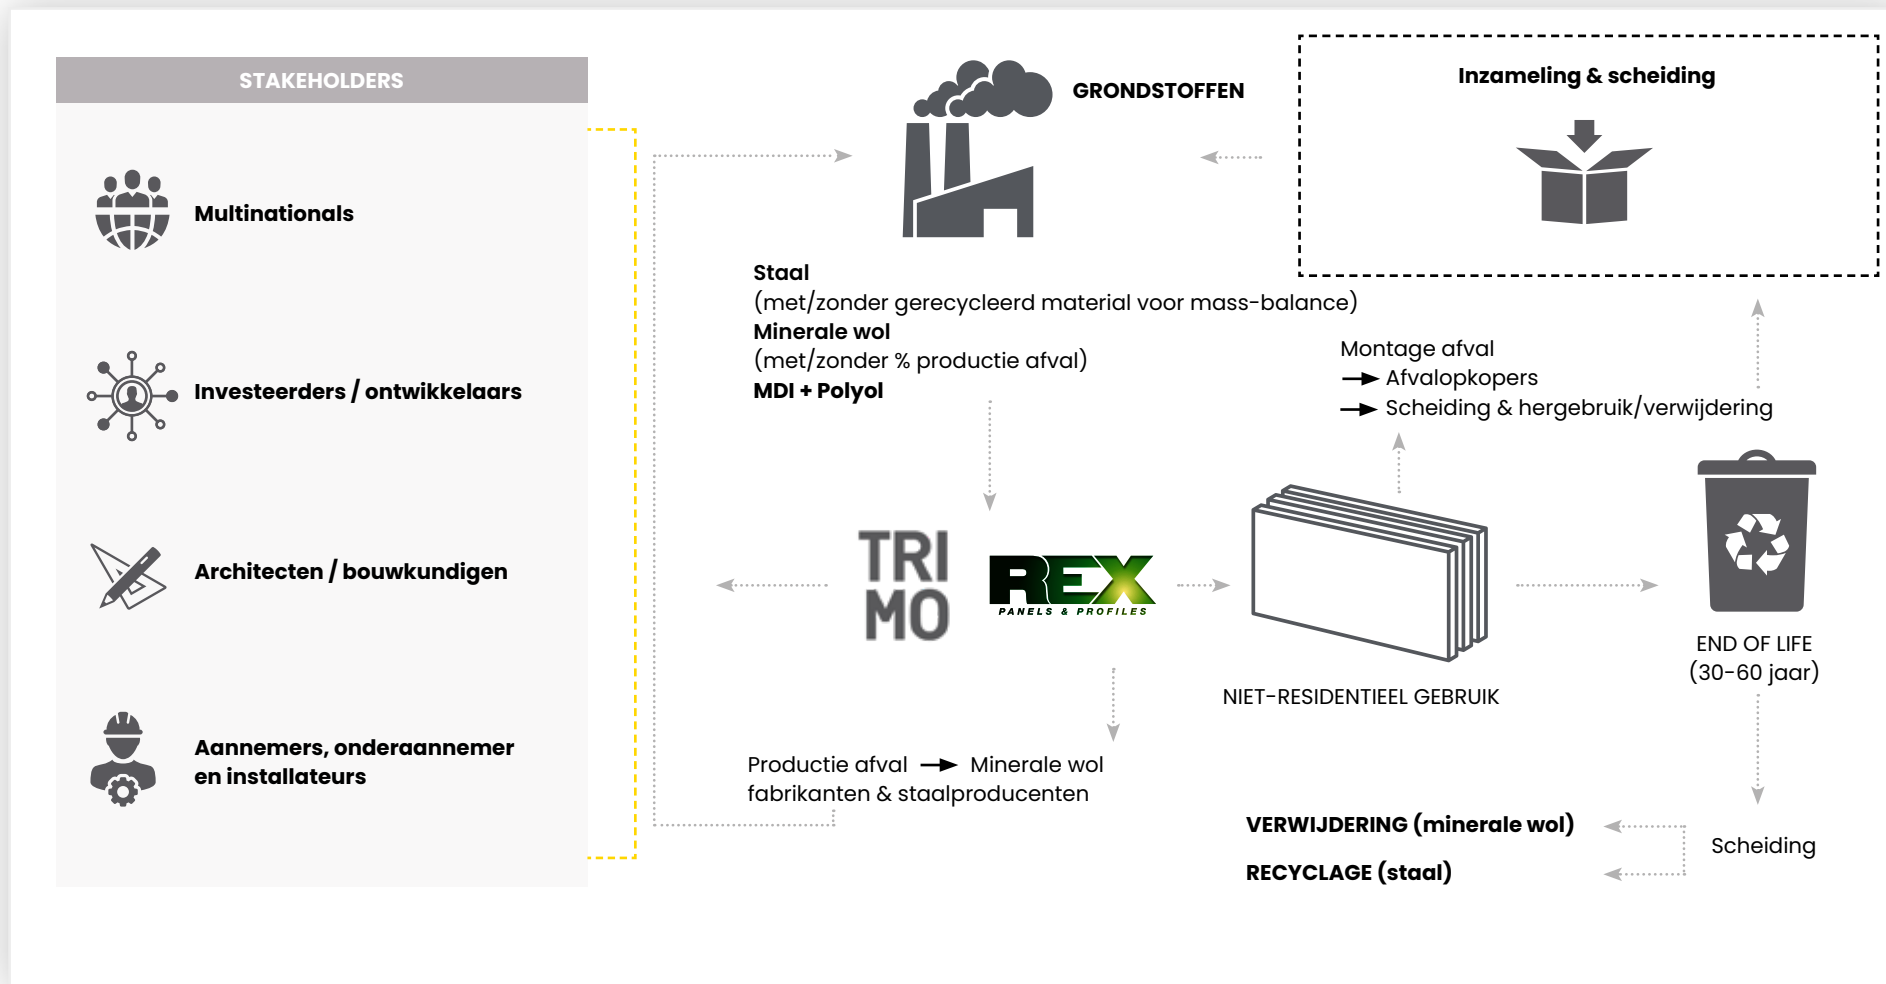 STAKEHOLDERS
Multinationals
Investeerders / ontwikkelaars
Architecten / bouwkundigen
Aannemers, onderaannemer
en installateurs
GRONDSTOFFEN
Staal
(met/zonder gerecycleerd material voor mass-balance)
Minerale wol
(met/zonder % productie afval)
MDI + Polyol
Inzameling & scheiding
Montage afval
→ Afvalopkopers
→ Scheiding & hergebruik/verwijdering
TRI
MO
REX
PANELS & PROFILES
NIET-RESIDENTIEEL GEBRUIK
END OF LIFE
(30-60 jaar)
Productie afval → Minerale wol
fabrikanten & staalproducenten
VERWIJDERING (minerale wol)
RECYCLAGE (staal)
Scheiding